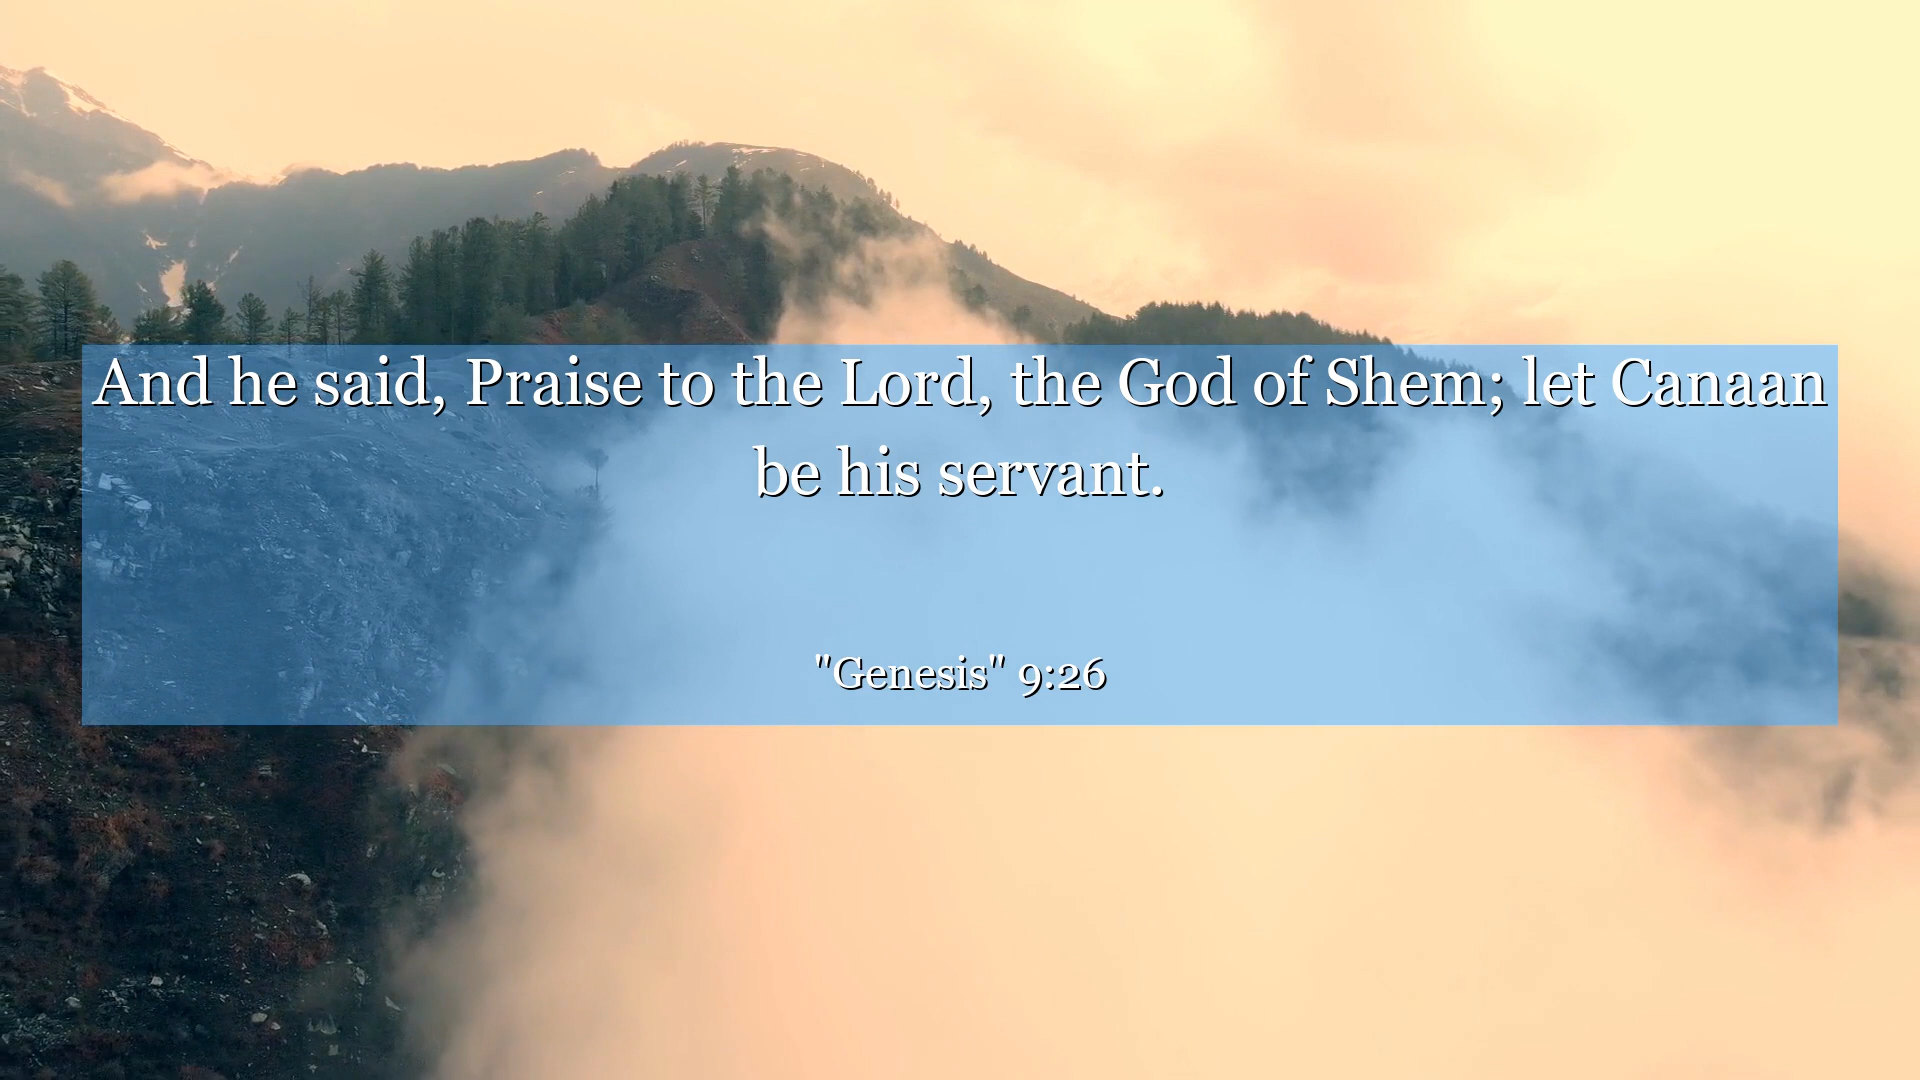 And he said, Praise to the Lord, the God of Shem; let Canaan
be his servant.
"Genesis" 9:26